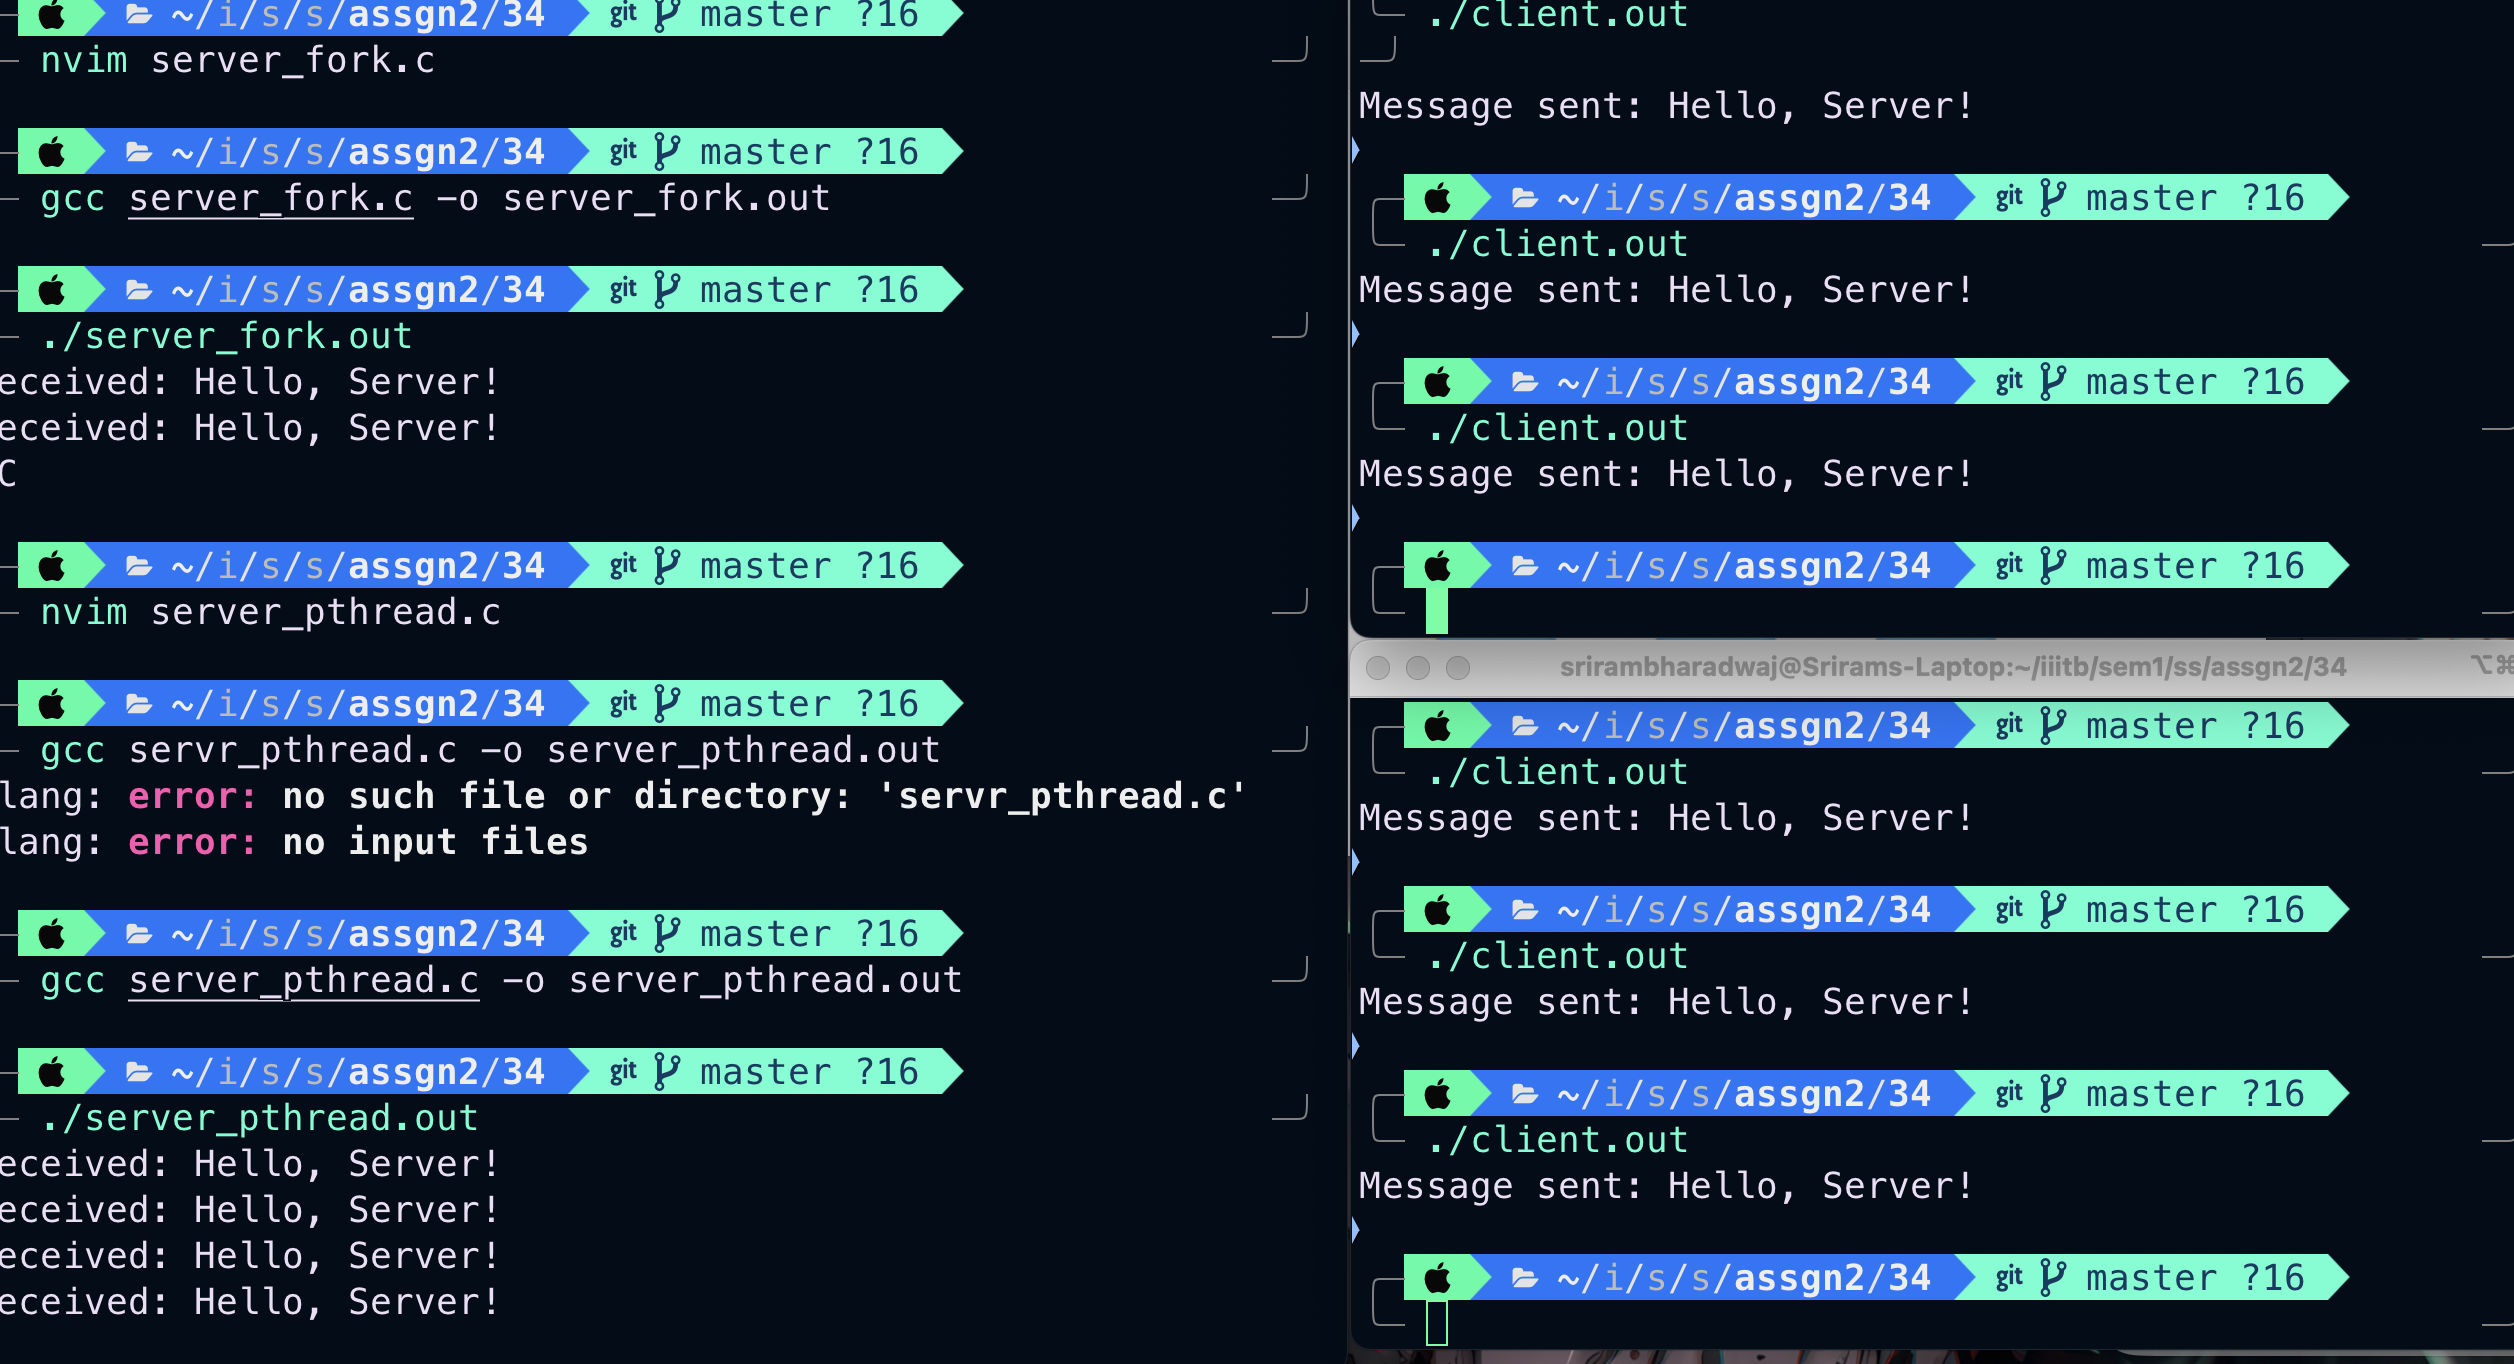 ~/i/s/s/assgn2/34 git master ?16
nvim server_fork.c
~/i/s/s/assgn2/34 git master ?16
gcc server_fork.c -o server_fork.out
~/i/s/s/assgn2/34 git master ?16
./server_fork.out
eceived: Hello, Server!
eceived: Hello, Server!
C
~/i/s/s/assgn2/34 git master ?16
nvim server_pthread.c
~/i/s/s/assgn2/34 git master ?16
gcc servr_pthread.c -o server_pthread.out
lang: error: no such file or directory: 'servr_pthread.c'
lang: error: no input files
~/i/s/s/assgn2/34 git master ?16
gcc server_pthread.c -o server_pthread.out
~/i/s/s/assgn2/34 git master ?16
./server_pthread.out
eceived: Hello, Server!
eceived: Hello, Server!
eceived: Hello, Server!
eceived: Hello, Server!
./client.out
Message sent: Hello, Server!
~/i/s/s/assgn2/34 git master ?16
./client.out
Message sent: Hello, Server!
~/i/s/s/assgn2/34 git master ?16
./client.out
Message sent: Hello, Server!
~/i/s/s/assgn2/34 git master ?16
srirambharadwaj@Srirams-Laptop:~/iiitb/sem1/ss/assgn2/34 ⌥⌘
~/i/s/s/assgn2/34 git master ?16
./client.out
Message sent: Hello, Server!
~/i/s/s/assgn2/34 git master ?16
./client.out
Message sent: Hello, Server!
~/i/s/s/assgn2/34 git master ?16
./client.out
Message sent: Hello, Server!
~/i/s/s/assgn2/34 git master ?16